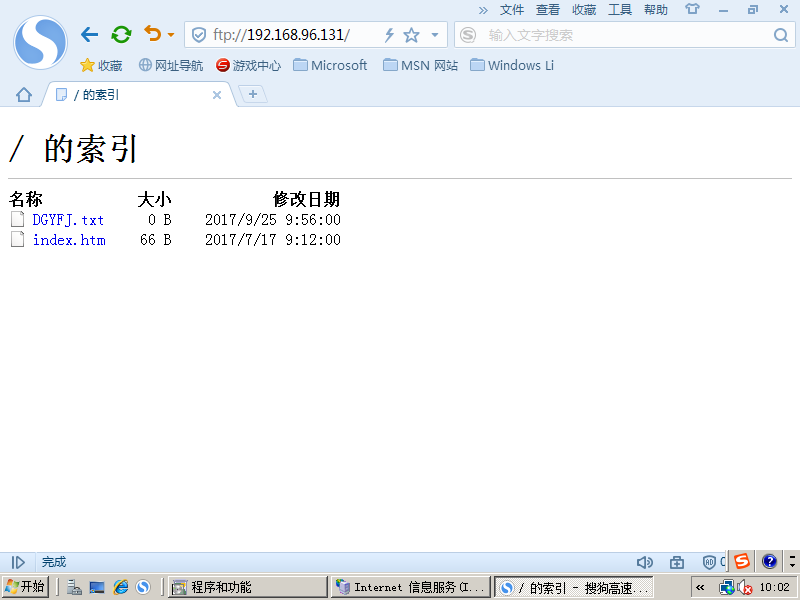 » 文件 查看 收藏 工具 帮助
ftp://192.168.96.131/ 输入文字搜索
收藏 网址导航 游戏中心 Microsoft MSN 网站 Windows Li
/ 的索引
/ 的索引
名称 大小 修改日期
DGYFJ.txt 0 B 2017/9/25 9:56:00
index.htm 66 B 2017/7/17 9:12:00
完成
开始 程序和功能 Internet 信息服务(I... / 的索引 - 搜狗高速... « 10:02